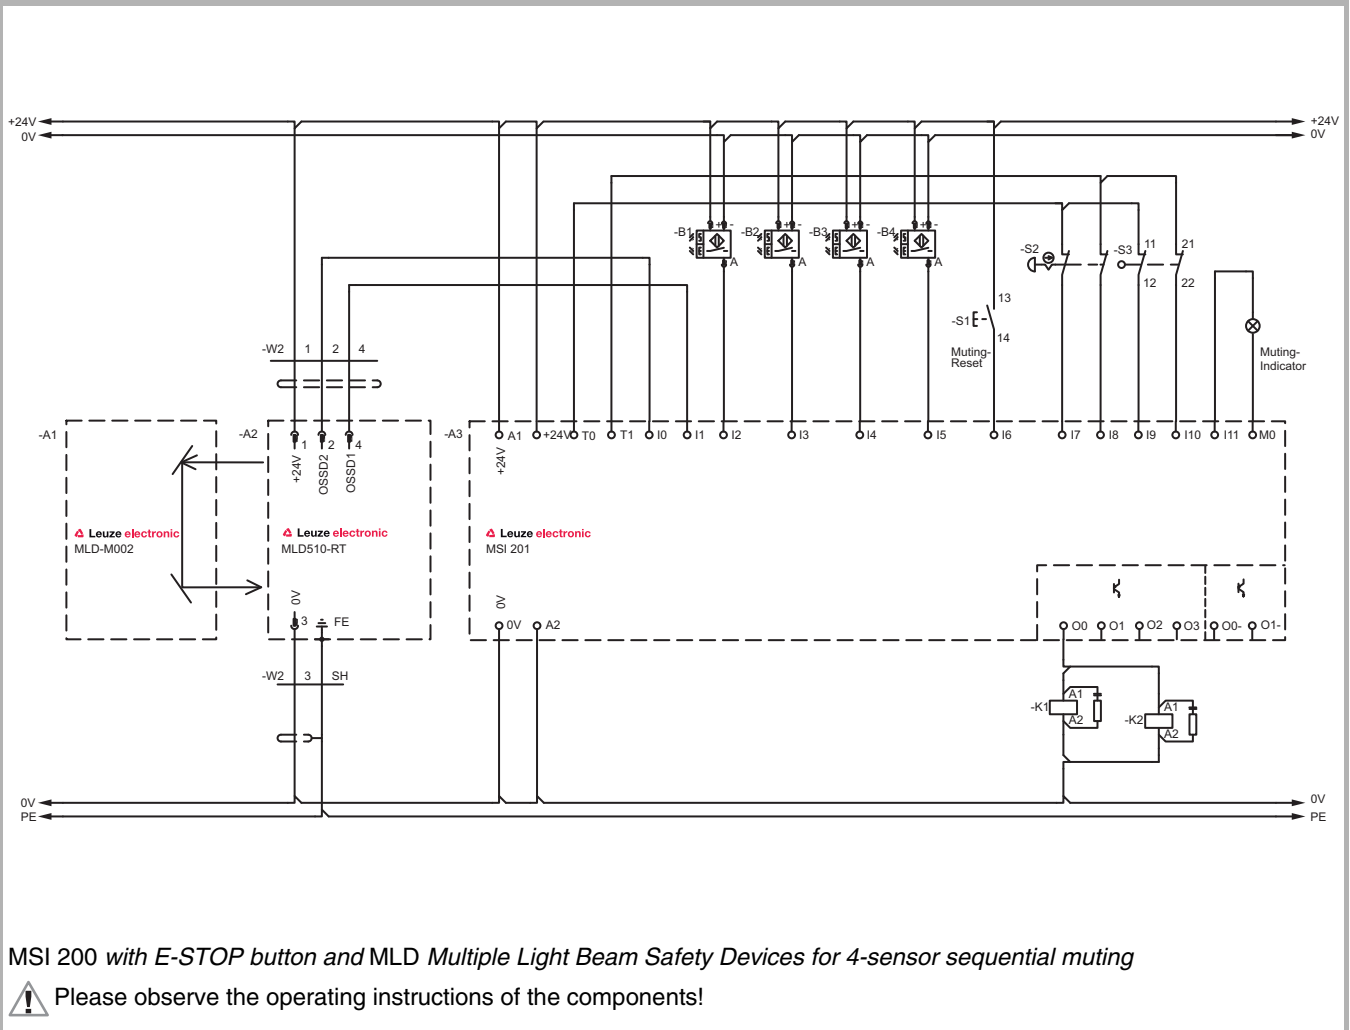 +24V +24V
0V 0V
-B1 + - -B2 + - -B3 + - -B4 + -
A A A A
-S2 -S3 11 21
12 22
13
-S1
14
Muting-
Reset
Muting-
Indicator
-W2 1 2 4
-A1 -A2 1 2 4 -A3 A1 +24V T0 T1 I0 I1 I2 I3 I4 I5 I6 I7 I8 I9 I10 I11 M0
+24V OSSD2 OSSD1 +24V
Leuze electronic Leuze electronic Leuze electronic
MLD-M002 MLD510-RT MSI 201
0V 0V
3 FE 0V A2 O0 O1 O2 O3 O0- O1-
-W2 3 SH
-K1 A1 A2 -K2 A1 A2
0V 0V
PE PE
MSI 200 with E-STOP button and MLD Multiple Light Beam Safety Devices for 4-sensor sequential muting
Please observe the operating instructions of the components!